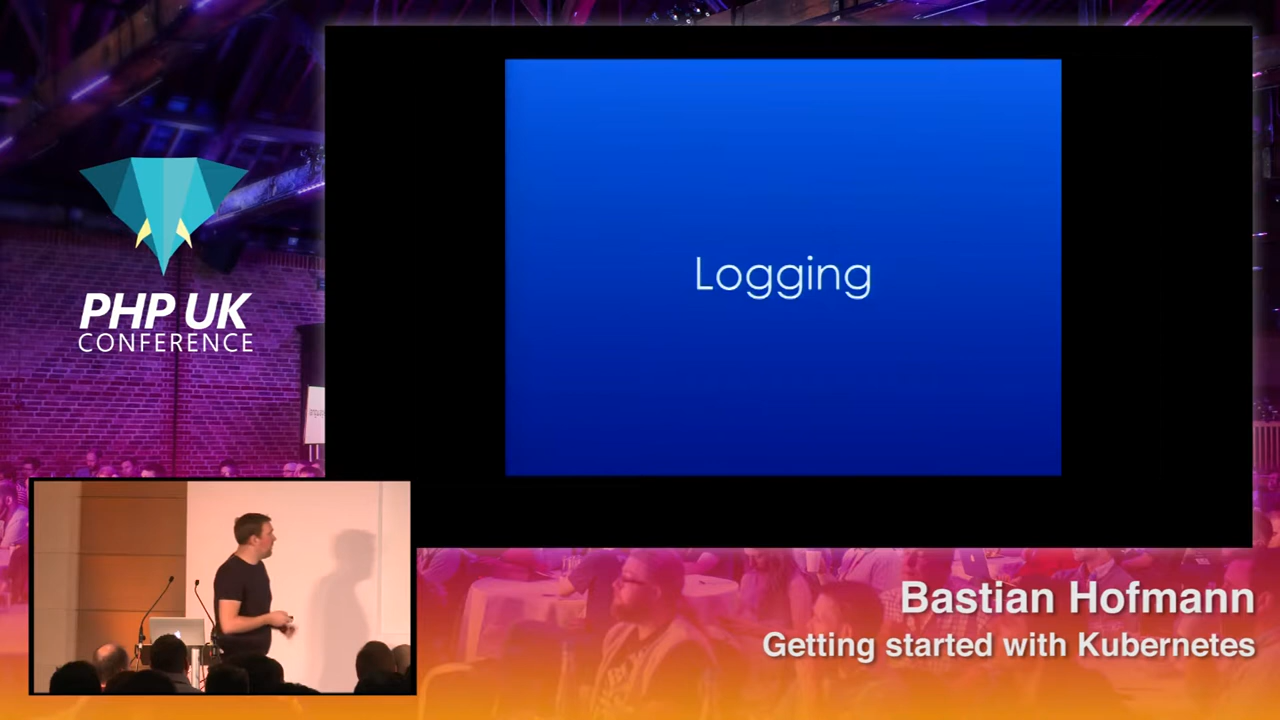 PHP UK
CONFERENCE
Logging
Bastian Hofmann
Getting started with Kubernetes